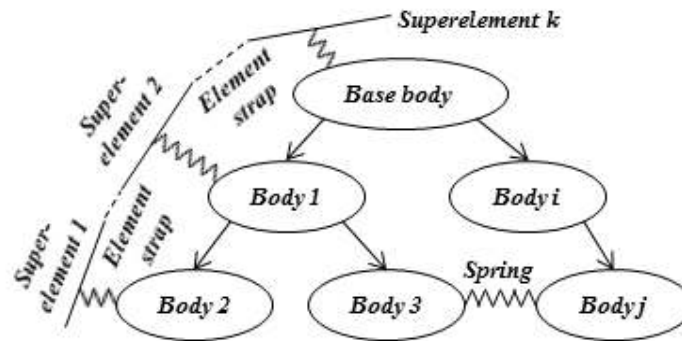 Superelement k
Element
strap
Base body
Super-
element 2
Body 1
Body i
Element
strap
Super-
element 1
Spring
Body 2
Body 3
Body j